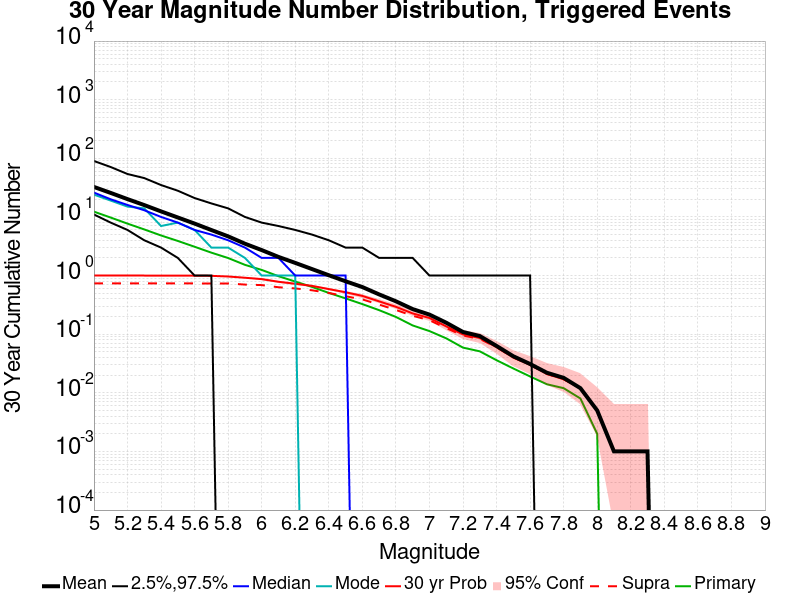 30 Year Magnitude Number Distribution, Triggered Events
10 4
10 3
10 2
10 1
10 0
10 -1
10 -2
10 -3
10 -4
30 Year Cumulative Number
5 5.2 5.4 5.6 5.8 6 6.2 6.4 6.6 6.8 7 7.2 7.4 7.6 7.8 8 8.2 8.4 8.6 8.8 9
Magnitude
Mean 2.5%,97.5% Median Mode 30 yr Prob 95% Conf Supra Primary